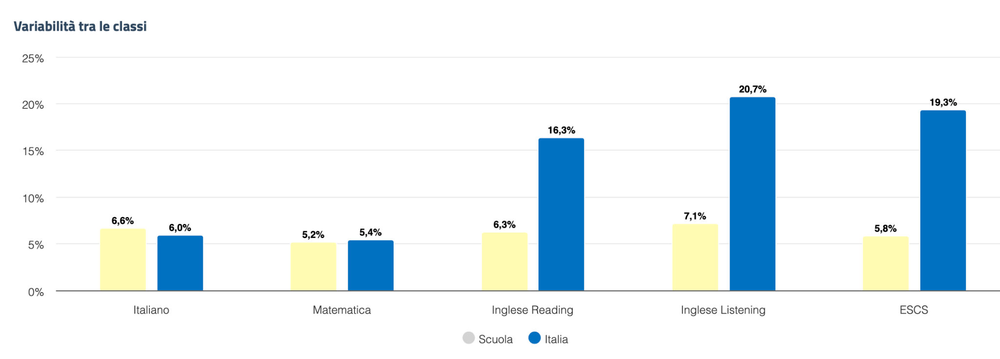 Variabilità tra le classi
25%
20%
15%
10%
5%
0%
6,6%
6,0%
5,2%
5,4%
6,3%
16,3%
7,1%
20,7%
5,8%
19,3%
Italiano
Matematica
Inglese Reading
Inglese Listening
ESCS
Scuola
Italia